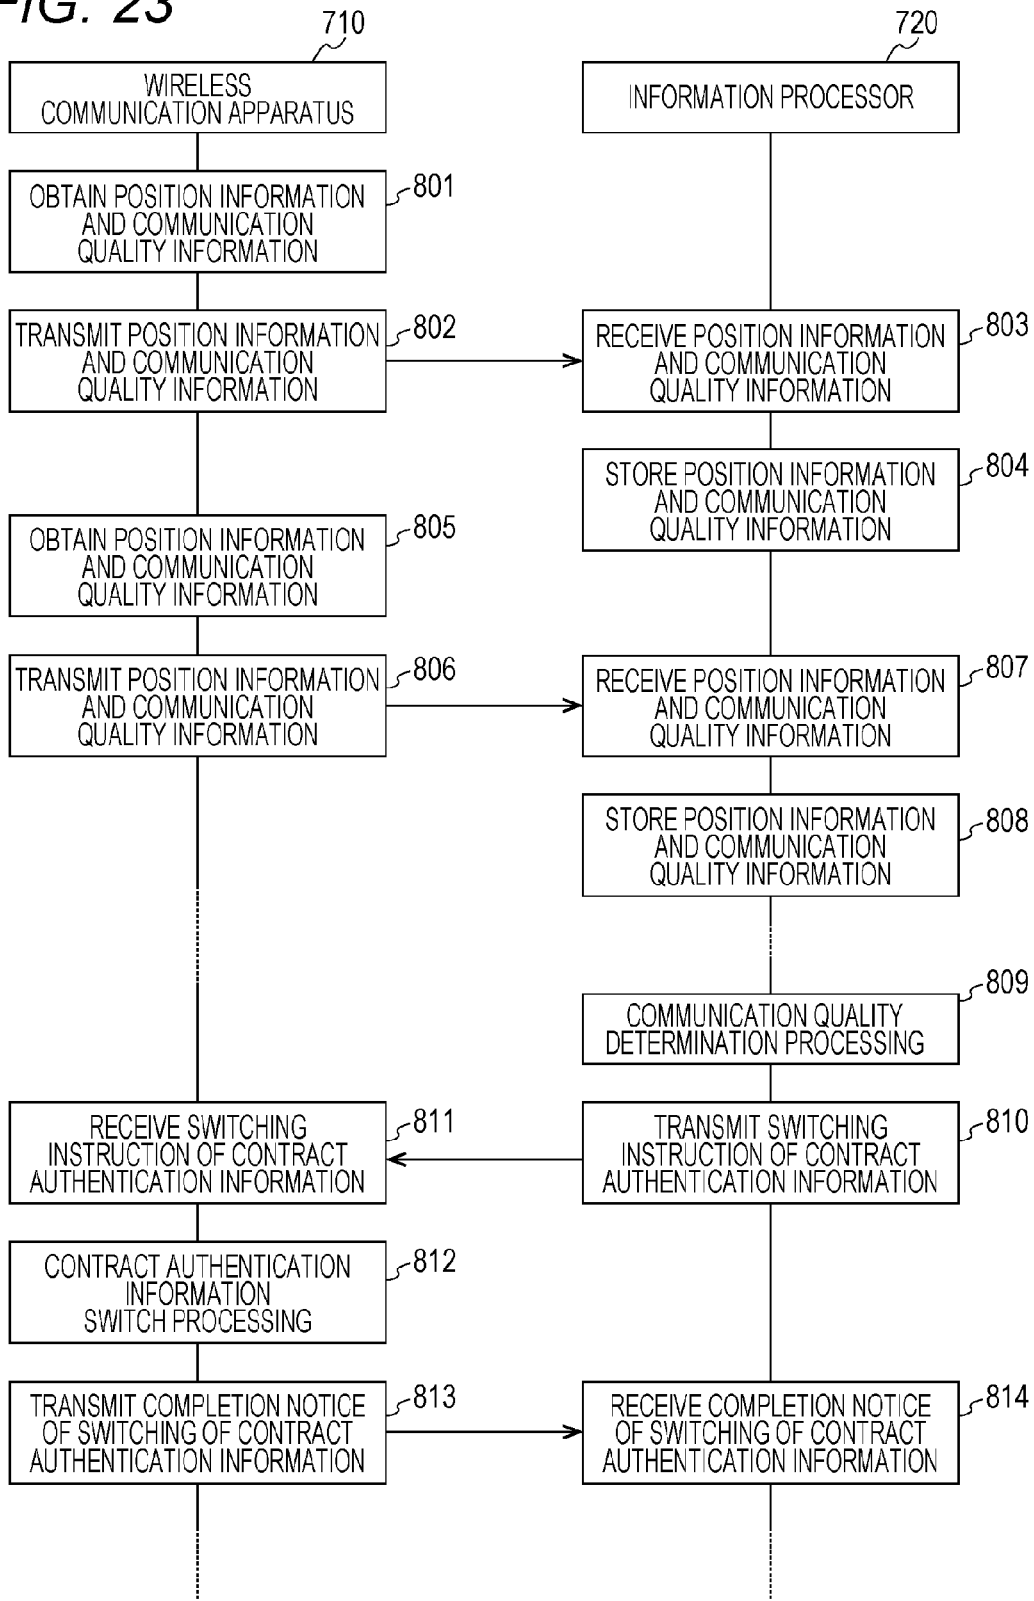 FIG. 23
710
720
WIRELESS
COMMUNICATION APPARATUS
INFORMATION PROCESSOR
801
OBTAIN POSITION INFORMATION
AND COMMUNICATION
QUALITY INFORMATION
802
TRANSMIT POSITION INFORMATION
AND COMMUNICATION
QUALITY INFORMATION
803
RECEIVE POSITION INFORMATION
AND COMMUNICATION
QUALITY INFORMATION
804
STORE POSITION INFORMATION
AND COMMUNICATION
QUALITY INFORMATION
805
OBTAIN POSITION INFORMATION
AND COMMUNICATION
QUALITY INFORMATION
806
TRANSMIT POSITION INFORMATION
AND COMMUNICATION
QUALITY INFORMATION
807
RECEIVE POSITION INFORMATION
AND COMMUNICATION
QUALITY INFORMATION
808
STORE POSITION INFORMATION
AND COMMUNICATION
QUALITY INFORMATION
809
COMMUNICATION QUALITY
DETERMINATION PROCESSING
811
RECEIVE SWITCHING
INSTRUCTION OF CONTRACT
AUTHENTICATION INFORMATION
810
TRANSMIT SWITCHING
INSTRUCTION OF CONTRACT
AUTHENTICATION INFORMATION
812
CONTRACT AUTHENTICATION
INFORMATION
SWITCH PROCESSING
813
TRANSMIT COMPLETION NOTICE
OF SWITCHING OF CONTRACT
AUTHENTICATION INFORMATION
814
RECEIVE COMPLETION NOTICE
OF SWITCHING OF CONTRACT
AUTHENTICATION INFORMATION